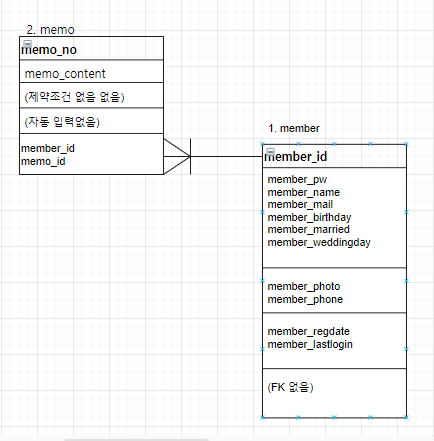 2. memo
memo_no
memo_content
(제약조건 없음 없음)
(자동 입력없음)
member_id
memo_id
1. member
member_id
member_pw
member_name
member_mail
member_birthday
member_married
member_weddingday
member_photo
member_phone
member_regdate
member_lastlogin
(FK 없음)